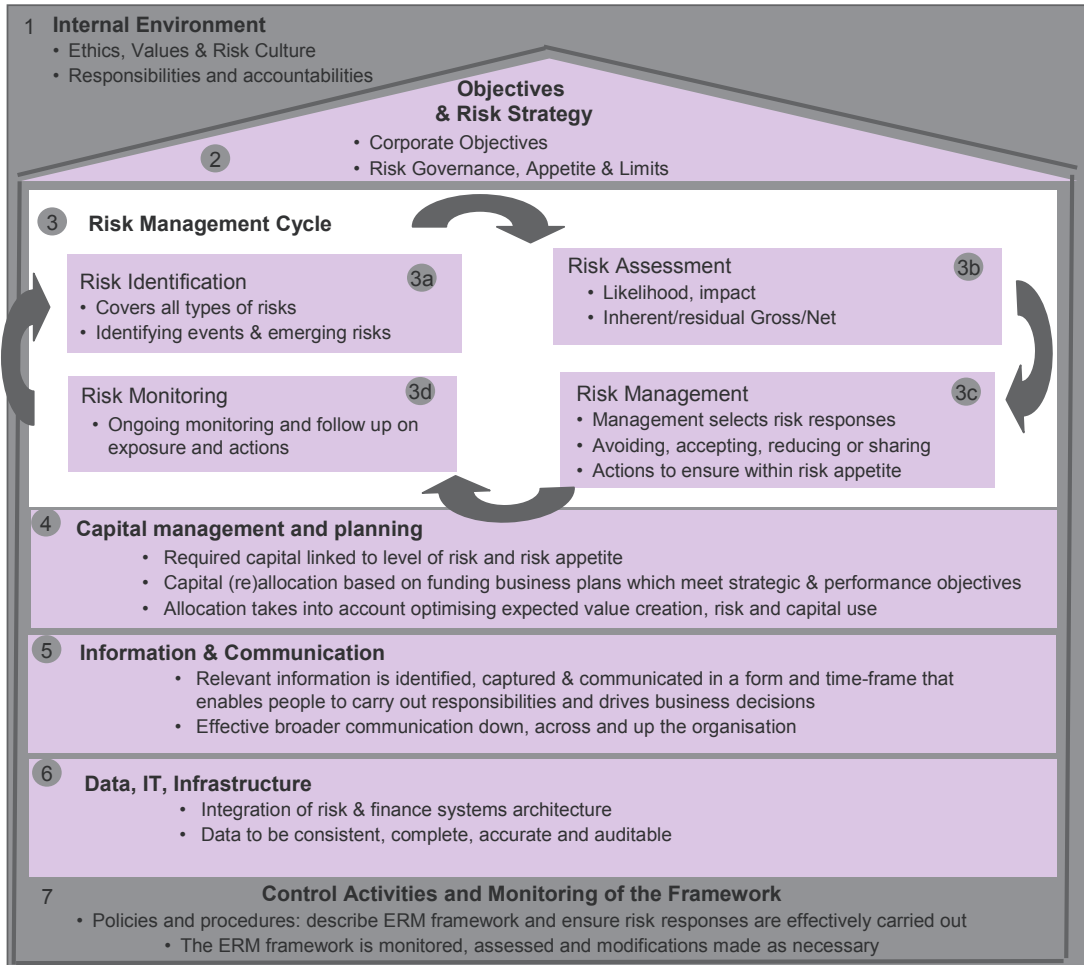 1 Internal Environment
• Ethics, Values & Risk Culture
• Responsibilities and accountabilities
Objectives
& Risk Strategy
2
• Corporate Objectives
• Risk Governance, Appetite & Limits
3 Risk Management Cycle
Risk Identification 3a
• Covers all types of risks
• Identifying events & emerging risks
Risk Assessment 3b
• Likelihood, impact
• Inherent/residual Gross/Net
Risk Monitoring 3d
• Ongoing monitoring and follow up on
exposure and actions
Risk Management 3c
• Management selects risk responses
• Avoiding, accepting, reducing or sharing
• Actions to ensure within risk appetite
4 Capital management and planning
• Required capital linked to level of risk and risk appetite
• Capital (re)allocation based on funding business plans which meet strategic & performance objectives
• Allocation takes into account optimising expected value creation, risk and capital use
5 Information & Communication
• Relevant information is identified, captured & communicated in a form and time-frame that
enables people to carry out responsibilities and drives business decisions
• Effective broader communication down, across and up the organisation
6 Data, IT, Infrastructure
• Integration of risk & finance systems architecture
• Data to be consistent, complete, accurate and auditable
7 Control Activities and Monitoring of the Framework
• Policies and procedures: describe ERM framework and ensure risk responses are effectively carried out
• The ERM framework is monitored, assessed and modifications made as necessary